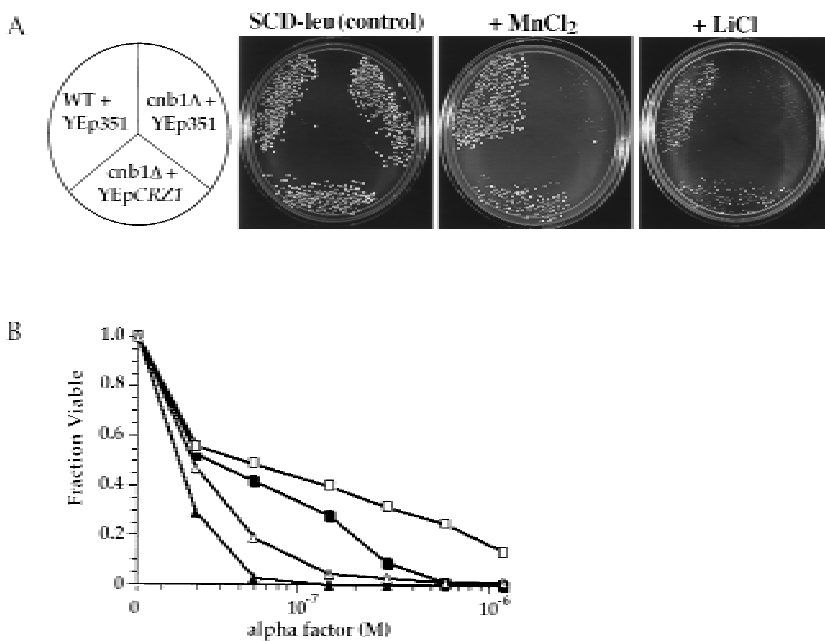 A
SCD-leu (control)
+ MnCl2
+ LiCl
WT +
YEp351
cnb1Δ +
YEp351
cnb1Δ +
YEpCRZ1
B
Fraction Viable
1.0
0.8
0.6
0.4
0.2
0
0
10-7
10-6
alpha factor (M)